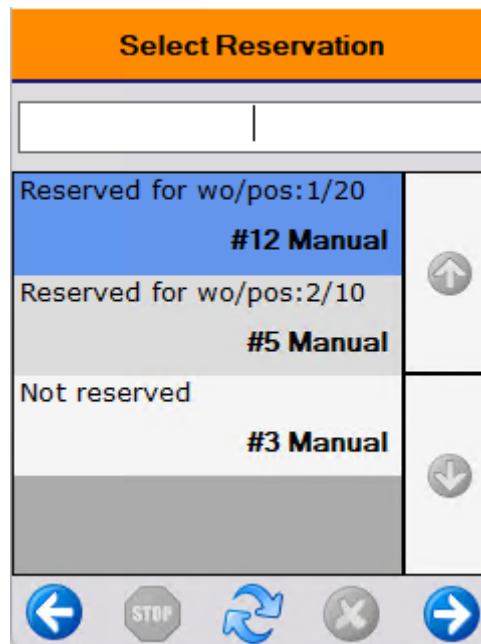 Select Reservation
Reserved for wo/pos:1/20
#12 Manual
Reserved for wo/pos:2/10
#5 Manual
Not reserved
#3 Manual
STOP